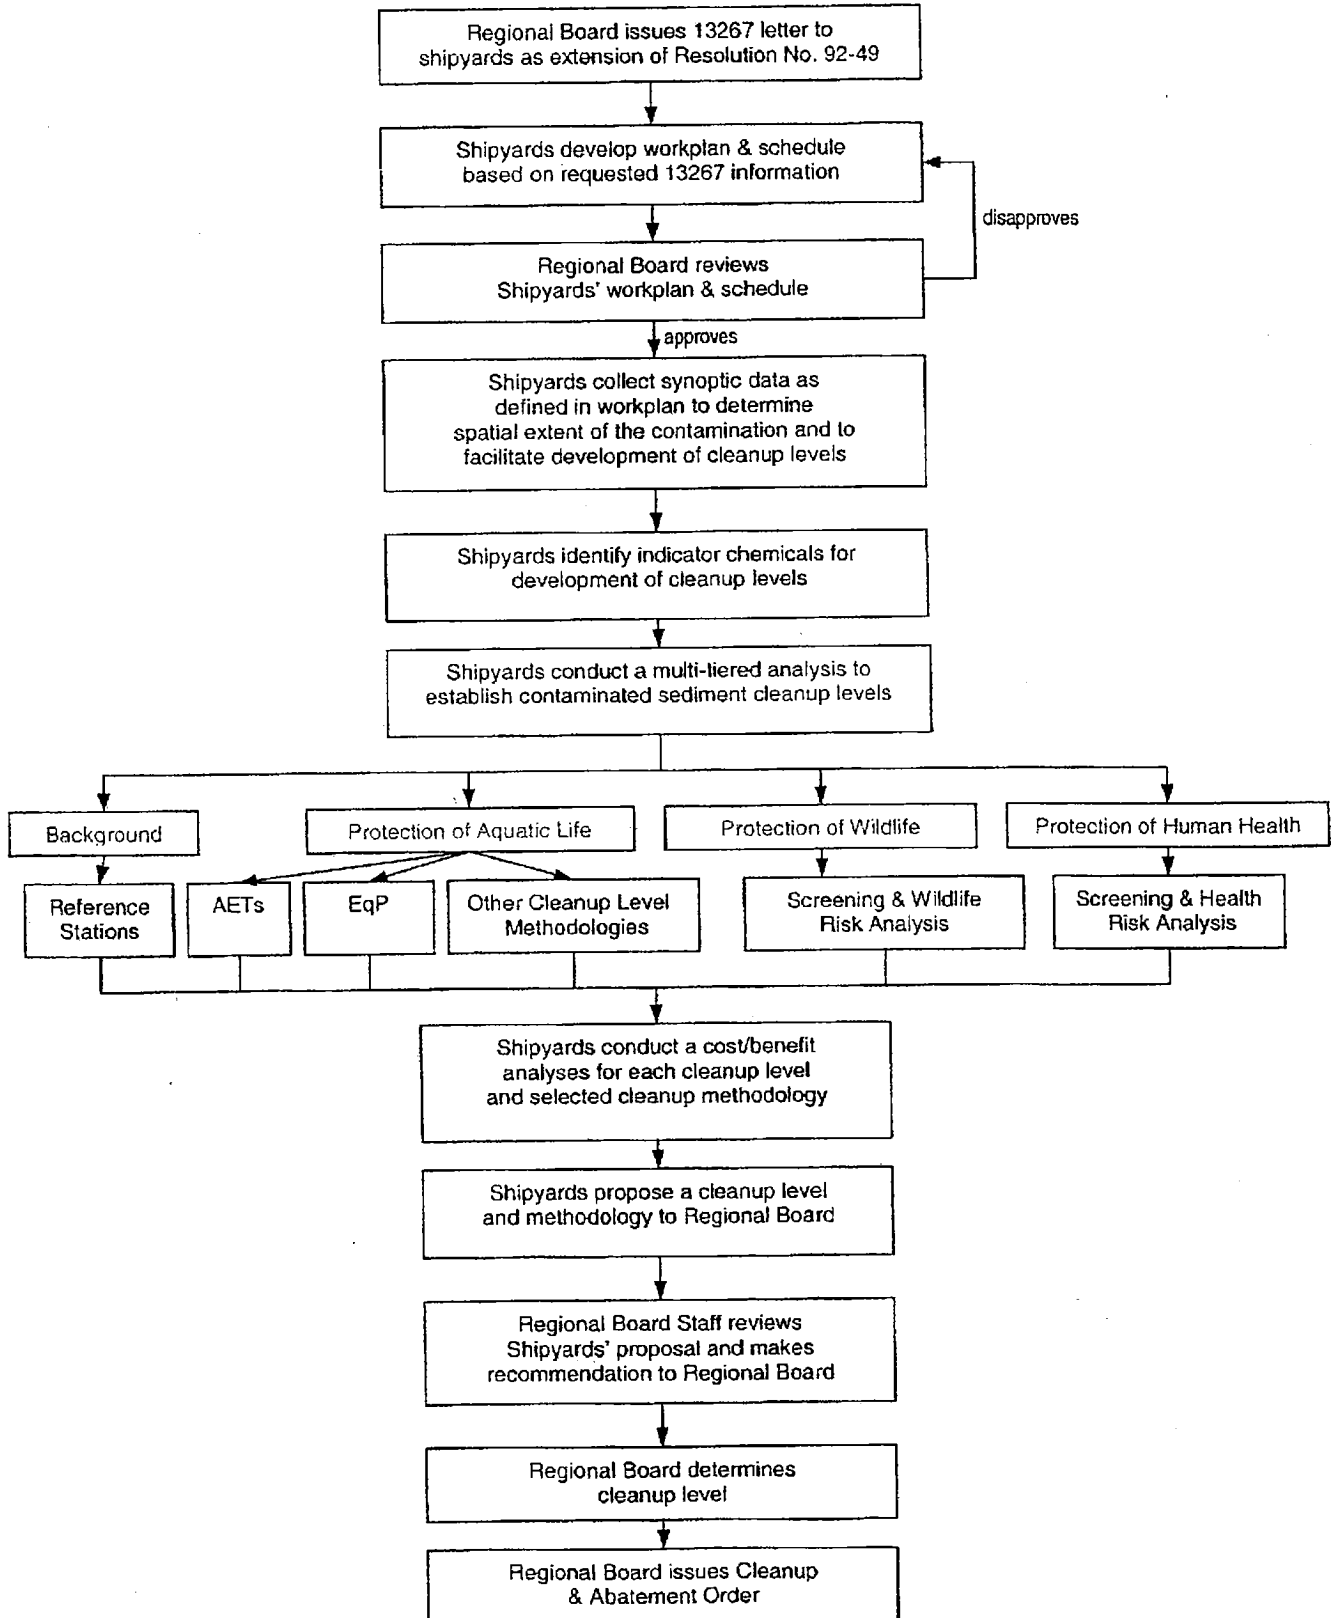 Regional Board issues 13267 letter to
shipyards as extension of Resolution No. 92-49
Shipyards develop workplan & schedule
based on requested 13267 information
disapproves
Regional Board reviews
Shipyards' workplan & schedule
approves
Shipyards collect synoptic data as
defined in workplan to determine
spatial extent of the contamination and to
facilitate development of cleanup levels
Shipyards identify indicator chemicals for
development of cleanup levels
Shipyards conduct a multi-tiered analysis to
establish contaminated sediment cleanup levels
Background
Protection of Aquatic Life
Protection of Wildlife
Protection of Human Health
Reference
Stations
AETs
EqP
Other Cleanup Level
Methodologies
Screening & Wildlife
Risk Analysis
Screening & Health
Risk Analysis
Shipyards conduct a cost/benefit
analyses for each cleanup level
and selected cleanup methodology
Shipyards propose a cleanup level
and methodology to Regional Board
Regional Board Staff reviews
Shipyards' proposal and makes
recommendation to Regional Board
Regional Board determines
cleanup level
Regional Board issues Cleanup
& Abatement Order